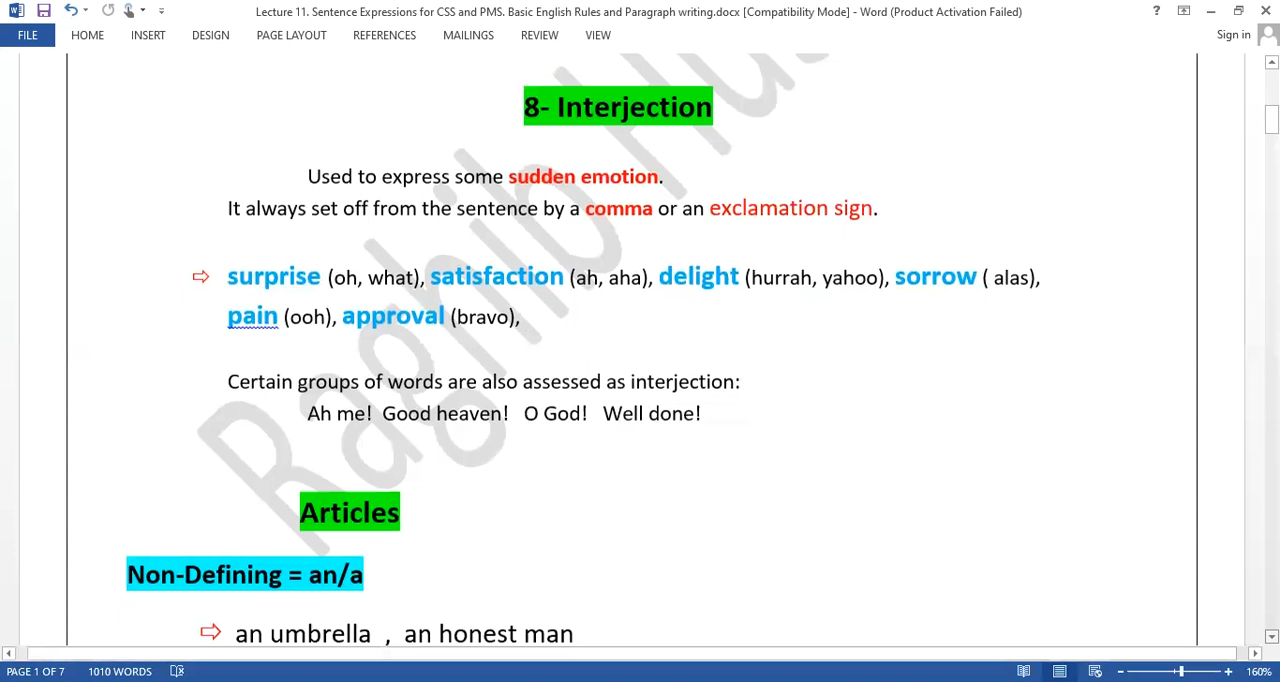 Lecture 11. Sentence Expressions for CSS and PMS. Basic English Rules and Paragraph writing.docx [Compatibility Mode] - Word (Product Activation Failed)
?
FILE HOME INSERT DESIGN PAGE LAYOUT REFERENCES MAILINGS REVIEW VIEW Sign in
8- Interjection
Used to express some sudden emotion.
It always set off from the sentence by a comma or an exclamation sign.
⇨ surprise (oh, what), satisfaction (ah, aha), delight (hurrah, yahoo), sorrow ( alas),
pain (ooh), approval (bravo),
Certain groups of words are also assessed as interjection:
Ah me! Good heaven! O God! Well done!
Articles
Non-Defining = an/a
⇨ an umbrella , an honest man
PAGE 1 OF 7 1010 WORDS 160%
Raghib